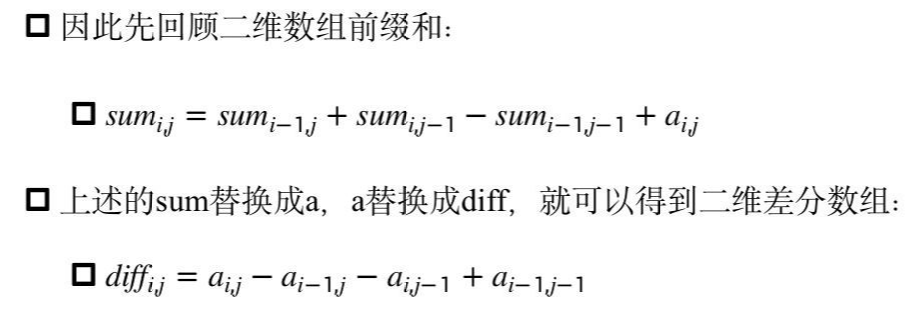 因此先回顾二维数组前缀和：
sum_{i,j} = sum_{i−1,j} + sum_{i,j−1} − sum_{i−1,j−1} + a_{i,j}
上述的sum替换成a，a替换成diff，就可以得到二维差分数组：
diff_{i,j} = a_{i,j} − a_{i−1,j} − a_{i,j−1} + a_{i−1,j−1}